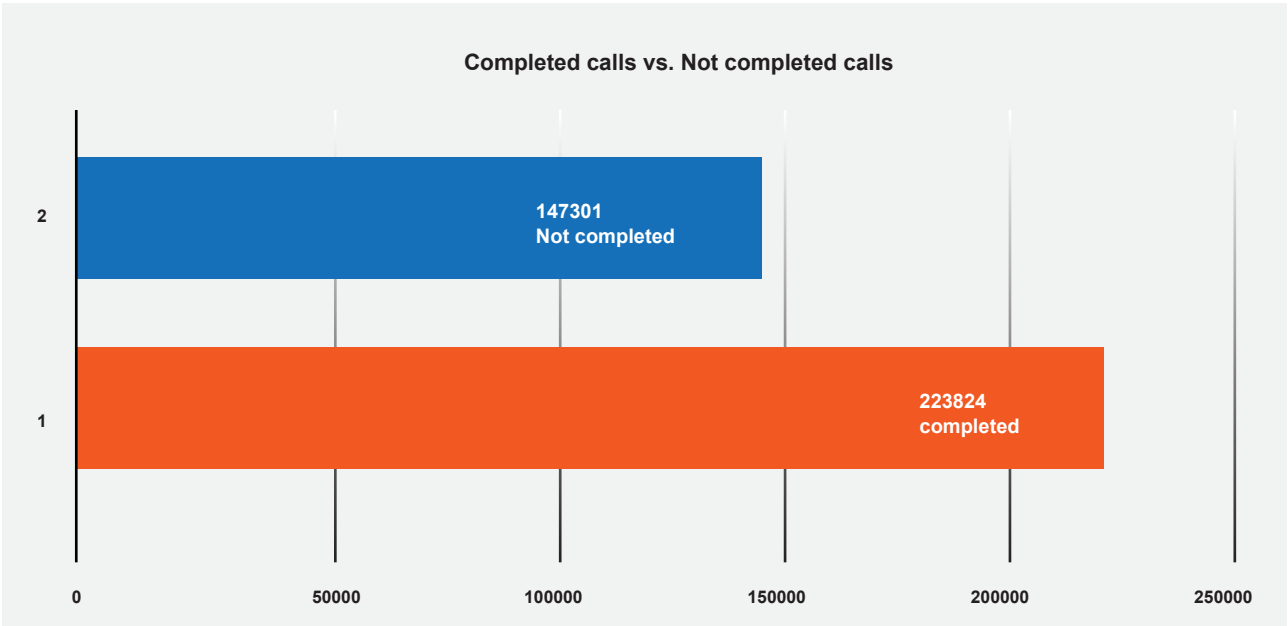 Completed calls vs. Not completed calls
2
147301
Not completed
1
223824
completed
0 50000 100000 150000 200000 250000